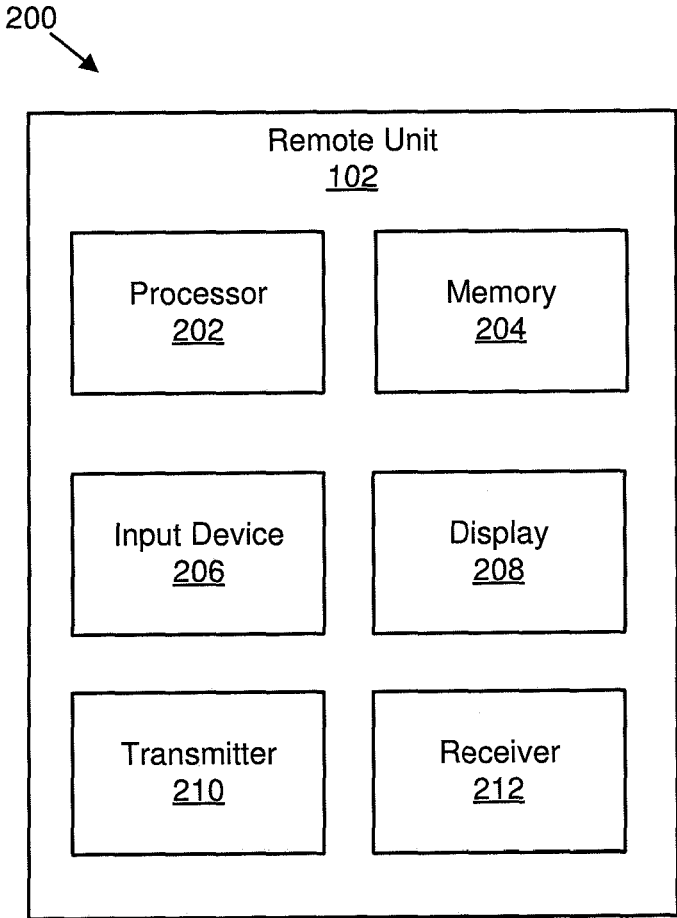 200
Remote Unit
102
Processor
202
Memory
204
Input Device
206
Display
208
Transmitter
210
Receiver
212